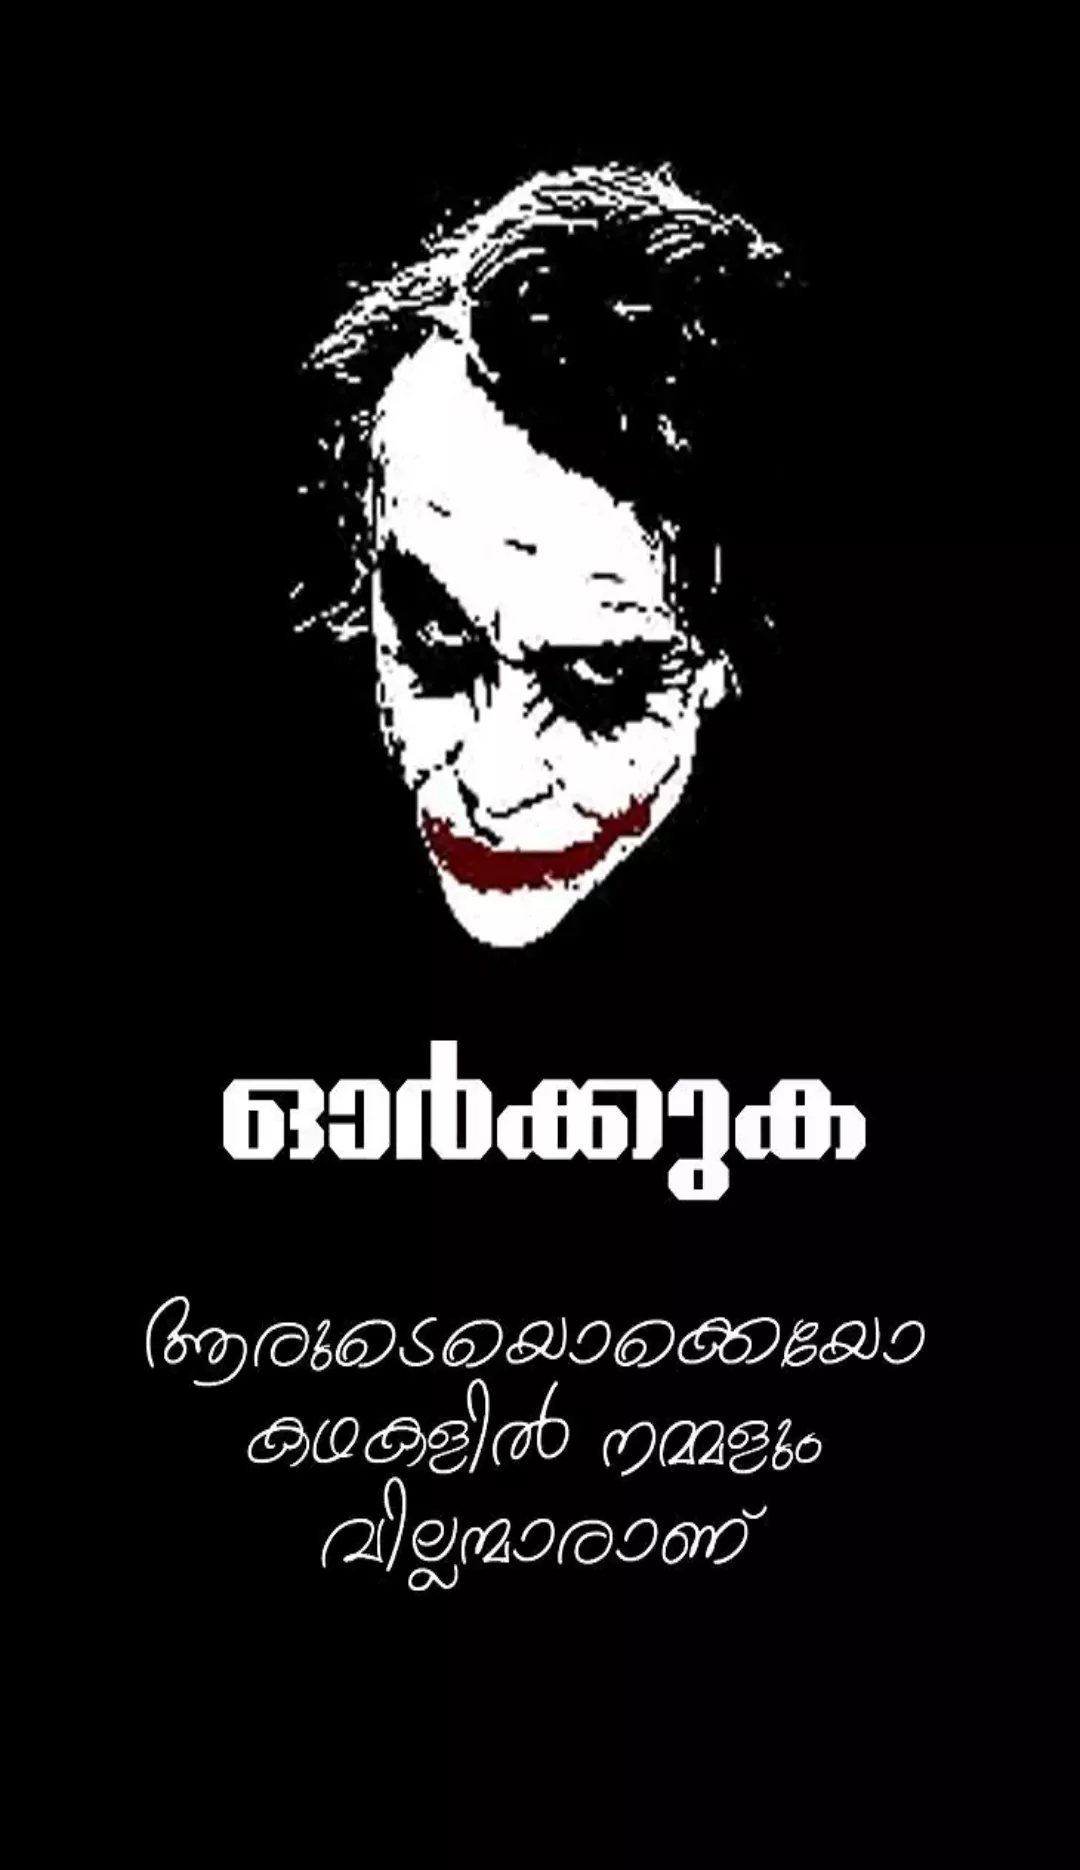 ഓർക്കുക
ആരുടെയൊക്കെയോ
കഥകളിൽ നമ്മളും
വില്ലന്മാരാണ്